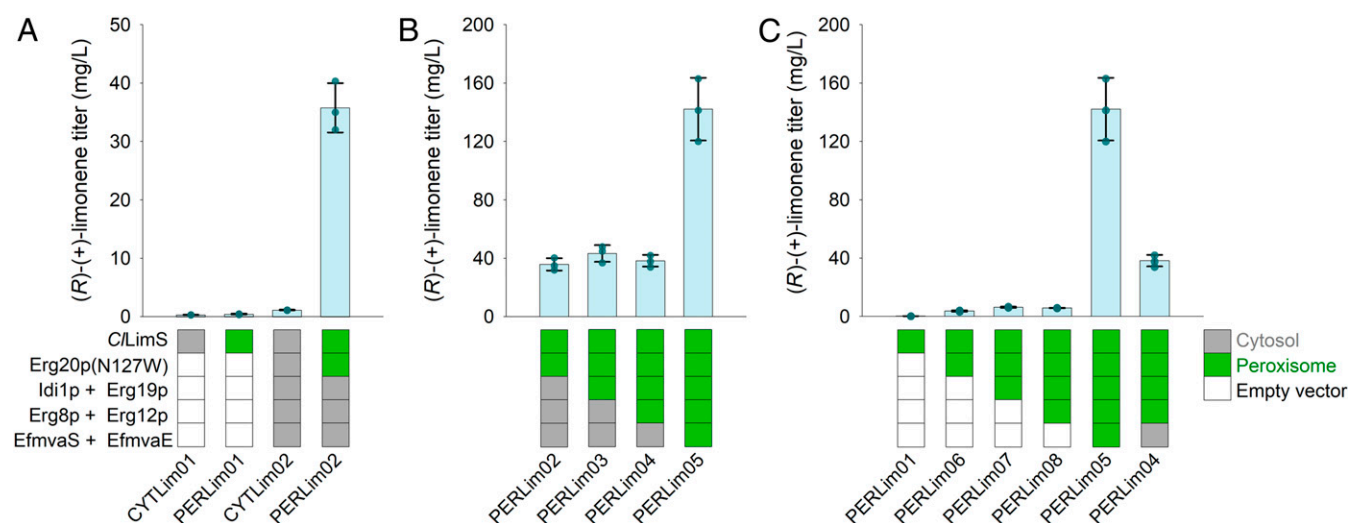 A
(R)-(+)-limonene titer (mg/L)
50
40
30
20
10
0
B
(R)-(+)-limonene titer (mg/L)
200
160
120
80
40
0
C
(R)-(+)-limonene titer (mg/L)
200
160
120
80
40
0
ClLimS
Erg20p(N127W)
Idi1p + Erg19p
Erg8p + Erg12p
EfmvaS + EfmvaE
CYTLim01
PERLim01
CYTLim02
PERLim02
PERLim02
PERLim03
PERLim04
PERLim05
PERLim01
PERLim06
PERLim07
PERLim08
PERLim05
PERLim04
Cytosol
Peroxisome
Empty vector